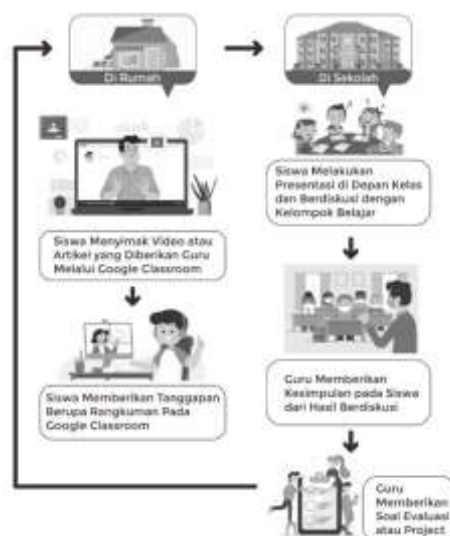 Di Rumah
Di Sekolah
Siswa Menyimak Video atau
Artikel yang Diberikan Guru
Melalui Google Classroom
Siswa Memberikan Tanggapan
Berupa Rangkuman Pada
Google Classroom
Siswa Melakukan
Presentasi di Depan Kelas
dan Berdiskusi dengan
Kelompok Belajar
Guru Memberikan
Kesimpulan pada Siswa
dari Hasil Berdiskusi
Guru
Memberikan
Soal Evaluasi
atau Project